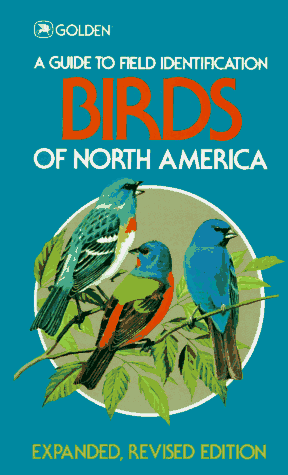 GOLDEN
A GUIDE TO FIELD IDENTIFICATION
BIRDS
OF NORTH AMERICA
EXPANDED, REVISED EDITION